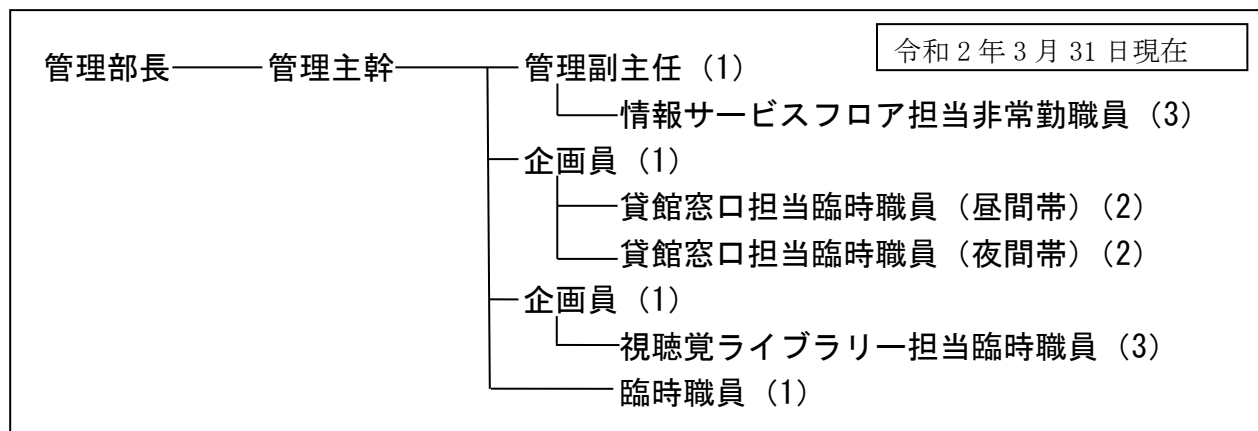 令和2年3月31日現在
管理部長 管理主幹 管理副主任（1）
情報サービスフロア担当非常勤職員（3）
企画員（1）
貸館窓口担当臨時職員（昼間帯）（2）
貸館窓口担当臨時職員（夜間帯）（2）
企画員（1）
視聴覚ライブラリー担当臨時職員（3）
臨時職員（1）